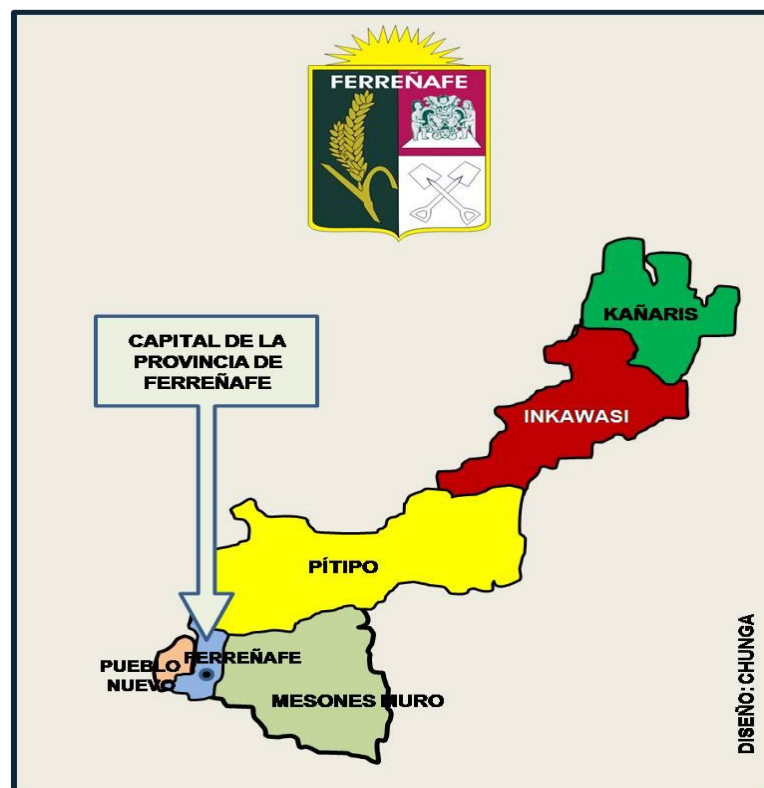 FERREÑAFE
KAÑARIS
CAPITAL DE LA
PROVINCIA DE
FERREÑAFE
INKAWASI
PÍTIPO
PUEBLO
NUEVO
FERREÑAFE
MESONES MURO
DISEÑO: CHUNGA